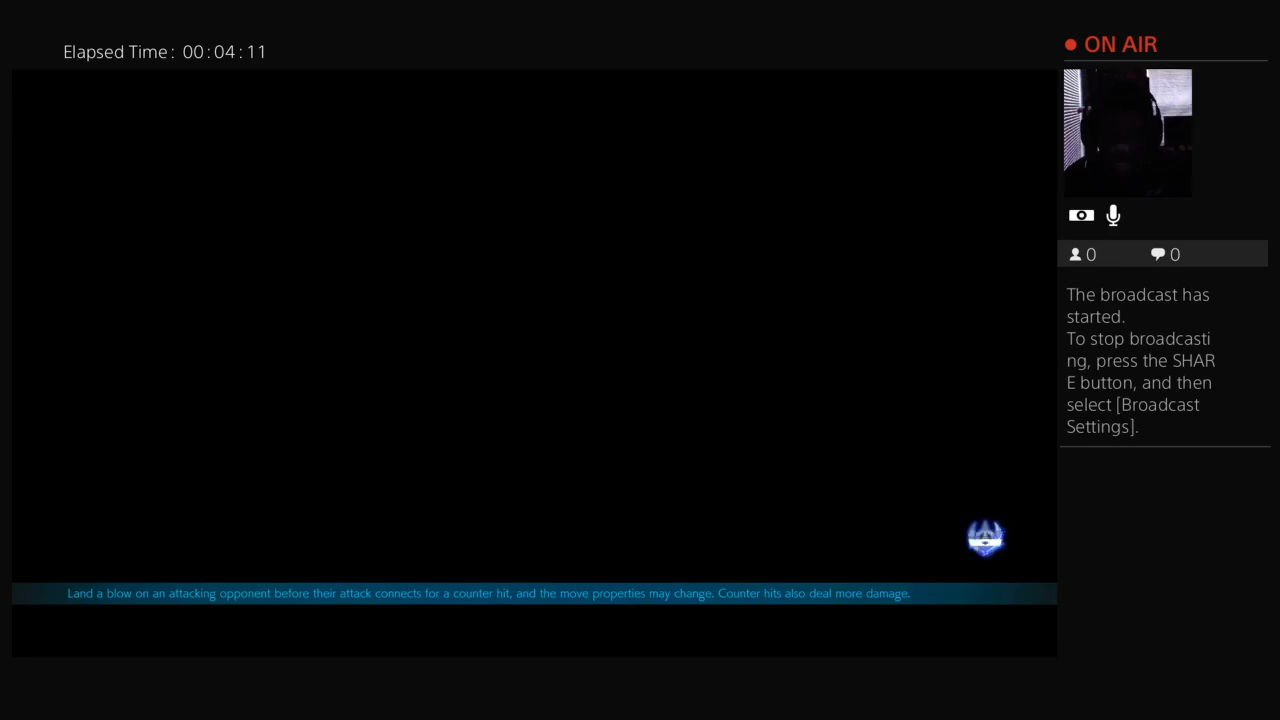 Elapsed Time: 00:04:11
ON AIR
0 0
The broadcast has
started.
To stop broadcasti
ng, press the SHAR
E button, and then
select [Broadcast
Settings].
Land a blow on an attacking opponent before their attack connects for a counter hit, and the move properties may change. Counter hits also deal more damage.